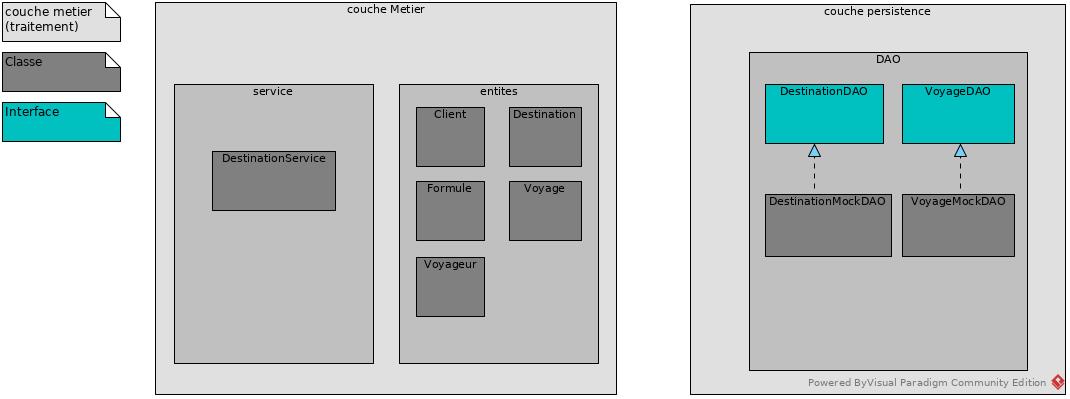 couche metier
(traitement)
Classe
Interface
couche Metier
service
DestinationService
entites
Client
Destination
Formule
Voyage
Voyageur
couche persistence
DAO
DestinationDAO
VoyageDAO
DestinationMockDAO
VoyageMockDAO
Powered ByVisual Paradigm Community Edition